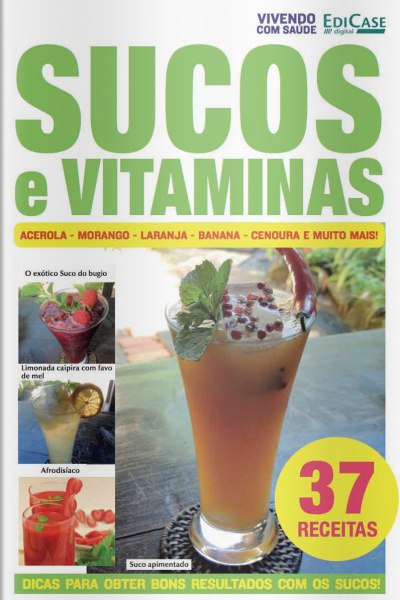 VIVENDO
COM SAÚDE
EDICASE
digital
SUCOS
e VITAMINAS
ACEROLA - MORANGO - LARANJA - BANANA - CENOURA E MUITO MAIS!
O exótico Suco do bugio
Limonada caipira com favo
de mel
Afrodisíaco
Suco apimentado
37
RECEITAS
DICAS PARA OBTER BONS RESULTADOS COM OS SUCOS!